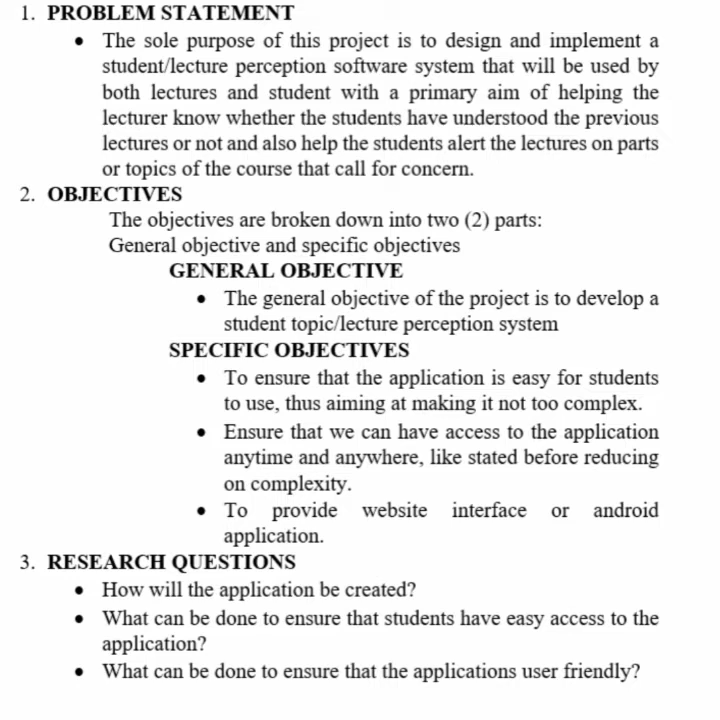 1. PROBLEM STATEMENT
• The sole purpose of this project is to design and implement a
student/lecture perception software system that will be used by
both lectures and student with a primary aim of helping the
lecturer know whether the students have understood the previous
lectures or not and also help the students alert the lectures on parts
or topics of the course that call for concern.
2. OBJECTIVES
The objectives are broken down into two (2) parts:
General objective and specific objectives
GENERAL OBJECTIVE
• The general objective of the project is to develop a
student topic/lecture perception system
SPECIFIC OBJECTIVES
• To ensure that the application is easy for students
to use, thus aiming at making it not too complex.
• Ensure that we can have access to the application
anytime and anywhere, like stated before reducing
on complexity.
• To provide website interface or android
application.
3. RESEARCH QUESTIONS
• How will the application be created?
• What can be done to ensure that students have easy access to the
application?
• What can be done to ensure that the applications user friendly?